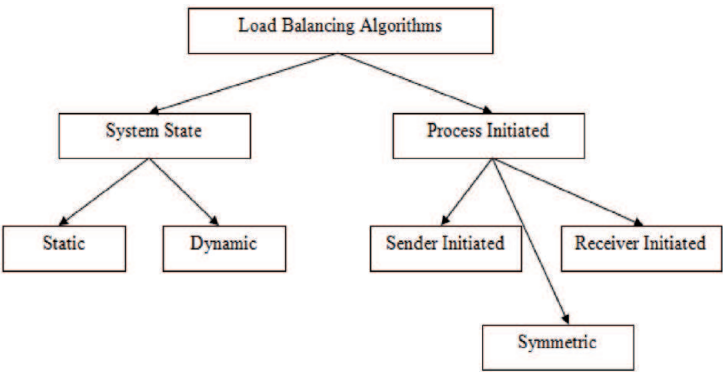 Load Balancing Algorithms
System State
Process Initiated
Static
Dynamic
Sender Initiated
Receiver Initiated
Symmetric